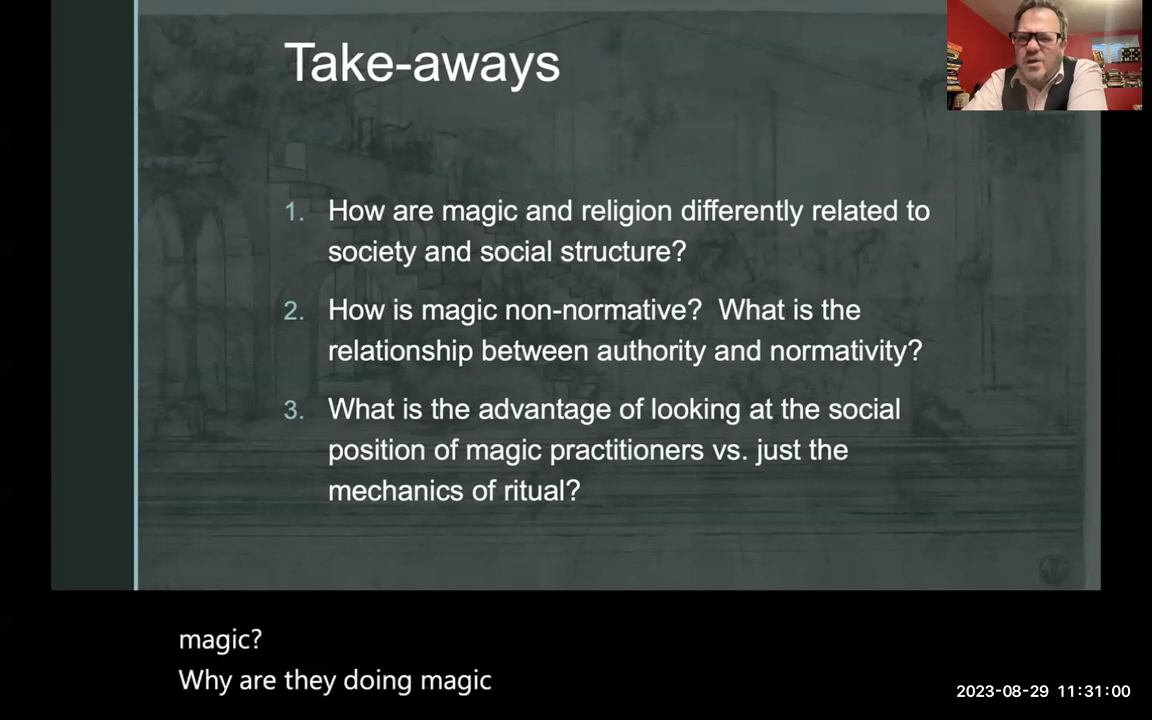 Take-aways
1. How are magic and religion differently related to
society and social structure?
2. How is magic non-normative?  What is the
relationship between authority and normativity?
3. What is the advantage of looking at the social
position of magic practitioners vs. just the
mechanics of ritual?
magic?
Why are they doing magic
2023-08-29 11:31:00